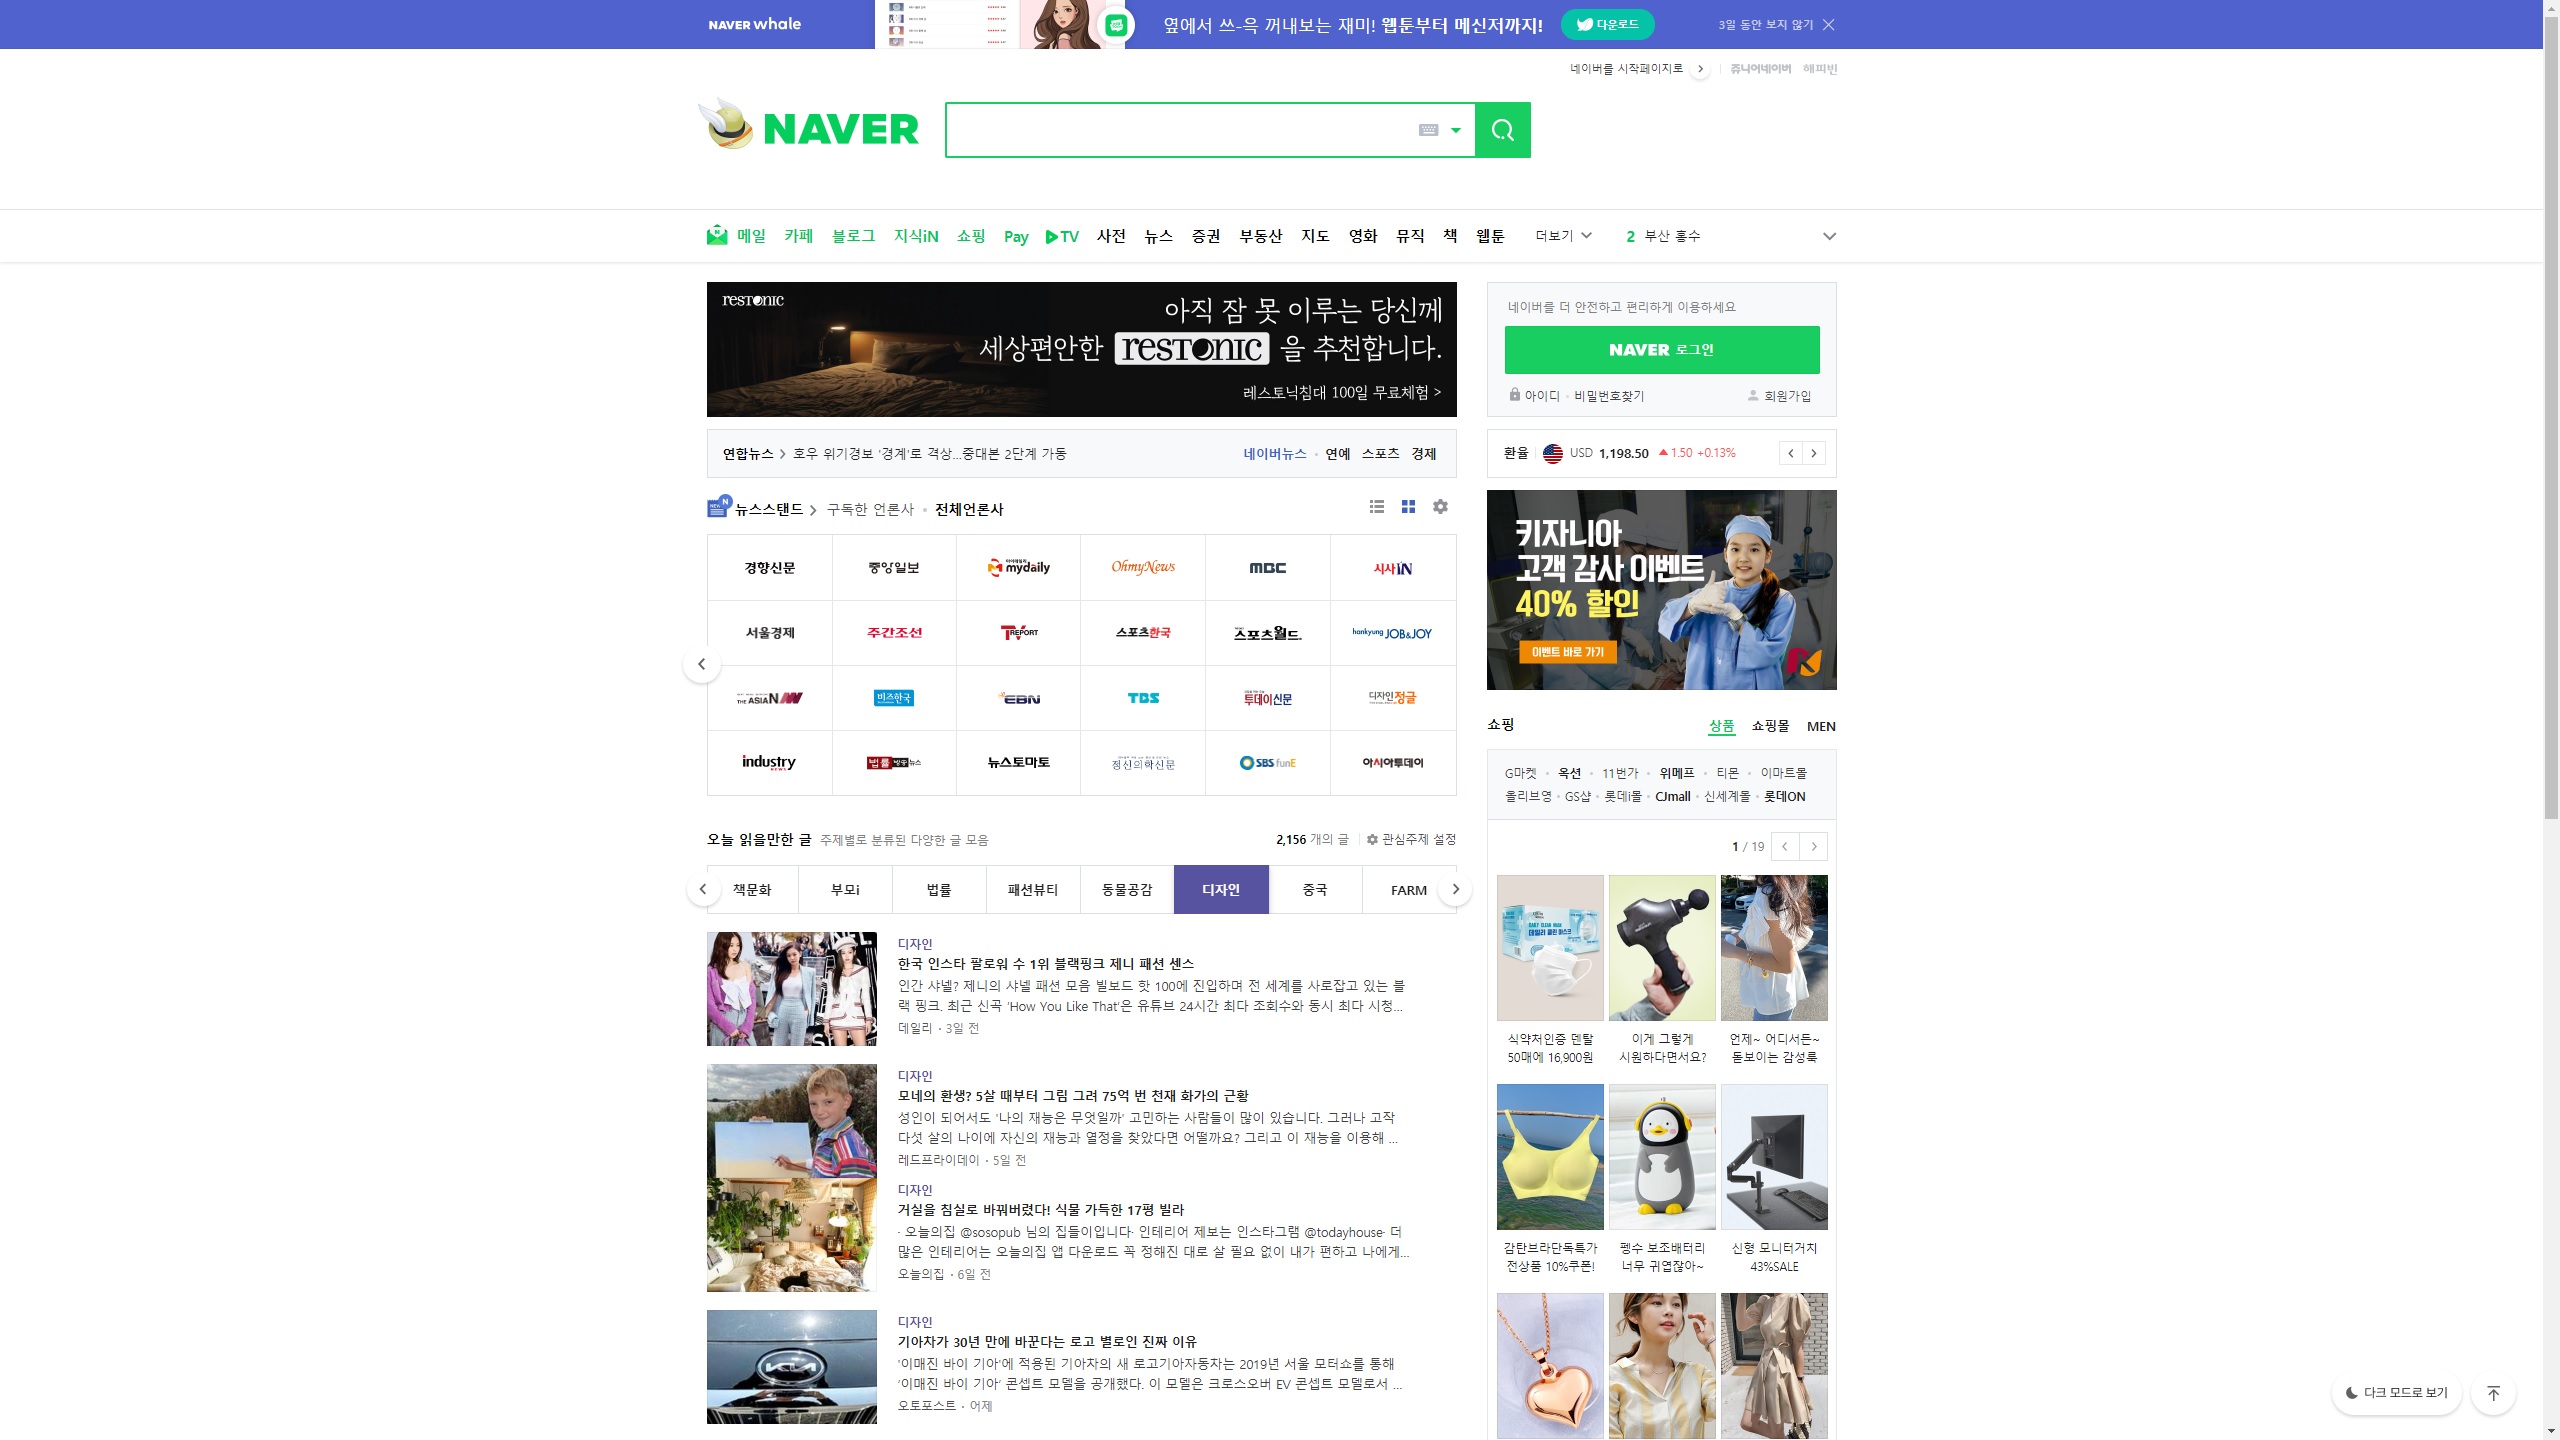 NAVER whale
옆에서 쓰-윽 꺼내보는 재미! 웹툰부터 메신저까지!
다운로드
3일 동안 보지 않기
네이버를 시작페이지로
쥬니어네이버 해피빈
NAVER
메일 카페 블로그 지식iN 쇼핑 Pay TV 사전 뉴스 증권 부동산 지도 영화 뮤직 책 웹툰 더보기 2 부산 홍수
restonic
아직 잠 못 이루는 당신께
세상편안한 restonic 을 추천합니다.
레스토닉침대 100일 무료체험 >
네이버를 더 안전하고 편리하게 이용하세요
NAVER 로그인
아이디 · 비밀번호찾기 회원가입
연합뉴스 > 호우 위기경보 '경계'로 격상...중대본 2단계 가동
네이버뉴스 · 연예 스포츠 경제
환율 USD 1,198.50 ▲1.50 +0.13%
뉴스스탠드 > 구독한 언론사 · 전체언론사
경향신문 중앙일보 마이데일리 mydaily OhmyNews MBC 시사IN
서울경제 주간조선 TV REPORT 스포츠한국 스포츠월드 hankyung JOB&JOY
THE ASIAN 비즈한국 EBN TBS 투데이신문 디자인정글
industry NEWS 법률방송뉴스 뉴스토마토 정신의학신문 SBS funE 아시아투데이
키자니아
고객 감사 이벤트
40% 할인
이벤트 바로 가기
쇼핑 상품 쇼핑몰 MEN
G마켓 · 옥션 · 11번가 · 위메프 · 티몬 · 이마트몰
올리브영 · GS샵 · 롯데i몰 · CJmall · 신세계몰 · 롯데ON
1 / 19
오늘 읽을만한 글 주제별로 분류된 다양한 글 모음
2,156 개의 글 관심주제 설정
책문화 부모i 법률 패션뷰티 동물공감 디자인 중국 FARM
디자인
한국 인스타 팔로워 수 1위 블랙핑크 제니 패션 센스
인간 샤넬? 제니의 샤넬 패션 모음 빌보드 핫 100에 진입하며 전 세계를 사로잡고 있는 블
랙 핑크. 최근 신곡 'How You Like That'은 유튜브 24시간 최다 조회수와 동시 최다 시청...
데일리 · 3일 전
디자인
모네의 환생? 5살 때부터 그림 그려 75억 번 천재 화가의 근황
성인이 되어서도 '나의 재능은 무엇일까' 고민하는 사람들이 많이 있습니다. 그러나 고작
다섯 살의 나이에 자신의 재능과 열정을 찾았다면 어떨까요? 그리고 이 재능을 이용해 ...
레드프라이데이 · 5일 전
디자인
거실을 침실로 바꿔버렸다! 식물 가득한 17평 빌라
· 오늘의집 @sosopub 님의 집들이입니다· 인테리어 제보는 인스타그램 @todayhouse· 더
많은 인테리어는 오늘의집 앱 다운로드 꼭 정해진 대로 살 필요 없이 내가 편하고 나에게...
오늘의집 · 6일 전
디자인
기아차가 30년 만에 바꾼다는 로고 별로인 진짜 이유
'이매진 바이 기아'에 적용된 기아차의 새 로고기아자동차는 2019년 서울 모터쇼를 통해
'이매진 바이 기아' 콘셉트 모델을 공개했다. 이 모델은 크로스오버 EV 콘셉트 모델로서 ...
오토포스트 · 어제
DAILY CLEAN MASK
데일리 클린 마스크
식약처인증 덴탈
50매에 16,900원
이게 그렇게
시원하다면서요?
언제~ 어디서든~
돋보이는 감성룩
감탄브라단독특가
전상품 10%쿠폰!
펭수 보조배터리
너무 귀엽잖아~
신형 모니터거치
43%SALE
다크 모드로 보기